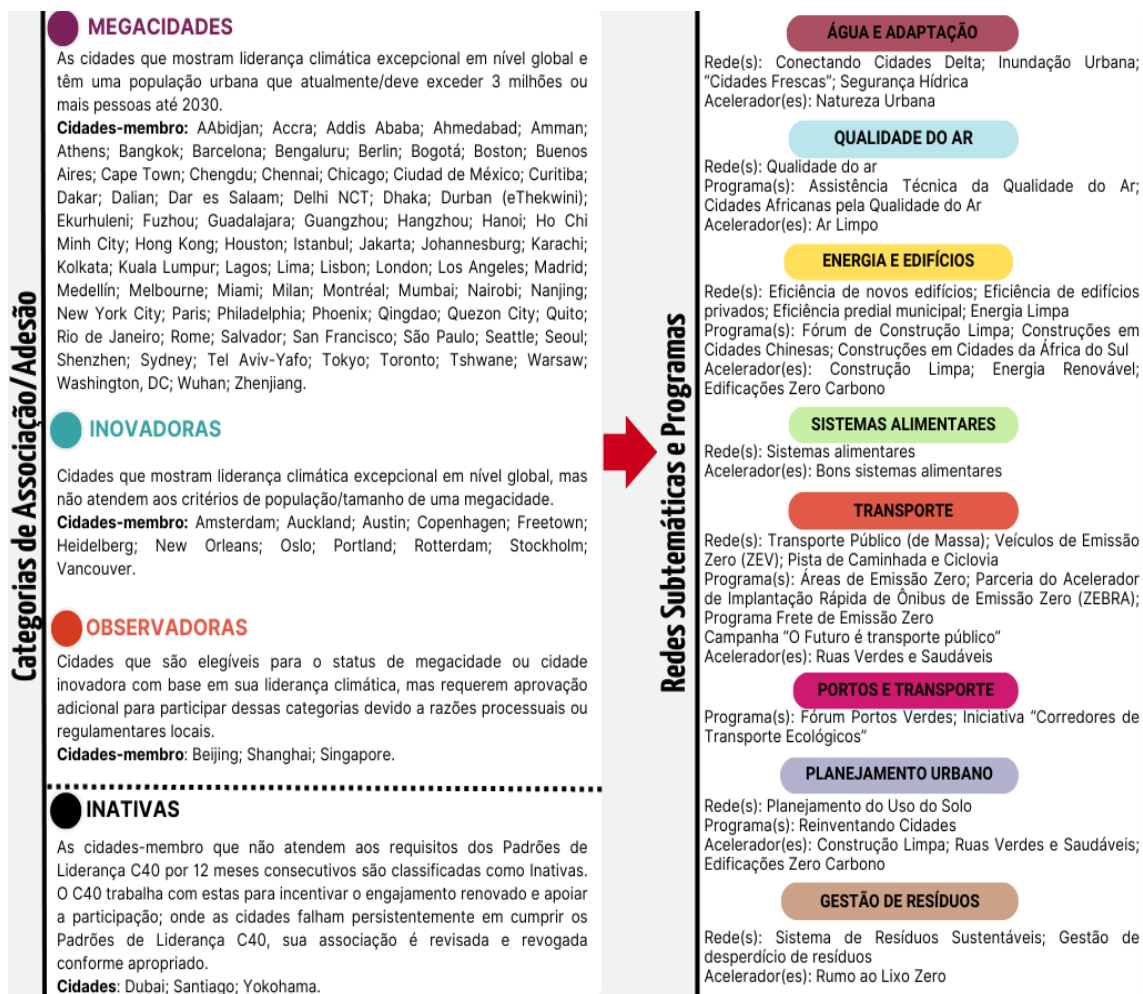 Categorias de Associação/Adesão
MEGACIDADES
As cidades que mostram liderança climática excepcional em nível global e
têm uma população urbana que atualmente/deve exceder 3 milhões ou
mais pessoas até 2030.
Cidades-membro: AAbidjan; Accra; Addis Ababa; Ahmedabad; Amman;
Athens; Bangkok; Barcelona; Bengaluru; Berlin; Bogotá; Boston; Buenos
Aires; Cape Town; Chengdu; Chennai; Chicago; Ciudad de México; Curitiba;
Dakar; Dalian; Dar es Salaam; Delhi NCT; Dhaka; Durban (eThekwini);
Ekurhuleni; Fuzhou; Guadalajara; Guangzhou; Hangzhou; Hanoi; Ho Chi
Minh City; Hong Kong; Houston; Istanbul; Jakarta; Johannesburg; Karachi;
Kolkata; Kuala Lumpur; Lagos; Lima; Lisbon; London; Los Angeles; Madrid;
Medellín; Melbourne; Miami; Milan; Montréal; Mumbai; Nairobi; Nanjing;
New York City; Paris; Philadelphia; Phoenix; Qingdao; Quezon City; Quito;
Rio de Janeiro; Rome; Salvador; San Francisco; São Paulo; Seattle; Seoul;
Shenzhen; Sydney; Tel Aviv-Yafo; Tokyo; Toronto; Tshwane; Warsaw;
Washington, DC; Wuhan; Zhenjiang.
INOVADORAS
Cidades que mostram liderança climática excepcional em nível global, mas
não atendem aos critérios de população/tamanho de uma megacidade.
Cidades-membro: Amsterdam; Auckland; Austin; Copenhagen; Freetown;
Heidelberg; New Orleans; Oslo; Portland; Rotterdam; Stockholm;
Vancouver.
OBSERVADORAS
Cidades que são elegíveis para o status de megacidade ou cidade
inovadora com base em sua liderança climática, mas requerem aprovação
adicional para participar dessas categorias devido a razões processuais ou
regulamentares locais.
Cidades-membro: Beijing; Shanghai; Singapore.
INATIVAS
As cidades-membro que não atendem aos requisitos dos Padrões de
Liderança C40 por 12 meses consecutivos são classificadas como Inativas.
O C40 trabalha com estas para incentivar o engajamento renovado e apoiar
a participação; onde as cidades falham persistentemente em cumprir os
Padrões de Liderança C40, sua associação é revisada e revogada
conforme apropriado.
Cidades: Dubai; Santiago; Yokohama.
Redes Subtemáticas e Programas
ÁGUA E ADAPTAÇÃO
Rede(s): Conectando Cidades Delta; Inundação Urbana;
“Cidades Frescas”; Segurança Hídrica
Acelerador(es): Natureza Urbana
QUALIDADE DO AR
Rede(s): Qualidade do ar
Programa(s): Assistência Técnica da Qualidade do Ar;
Cidades Africanas pela Qualidade do Ar
Acelerador(es): Ar Limpo
ENERGIA E EDIFÍCIOS
Rede(s): Eficiência de novos edifícios; Eficiência de edifícios
privados; Eficiência predial municipal; Energia Limpa
Programa(s): Fórum de Construção Limpa; Construções em
Cidades Chinesas; Construções em Cidades da África do Sul
Acelerador(es): Construção Limpa; Energia Renovável;
Edificações Zero Carbono
SISTEMAS ALIMENTARES
Rede(s): Sistemas alimentares
Acelerador(es): Bons sistemas alimentares
TRANSPORTE
Rede(s): Transporte Público (de Massa); Veículos de Emissão
Zero (ZEV); Pista de Caminhada e Ciclovia
Programa(s): Áreas de Emissão Zero; Parceria do Acelerador
de Implantação Rápida de Ônibus de Emissão Zero (ZEBRA);
Programa Frete de Emissão Zero
Campanha “O Futuro é transporte público”
Acelerador(es): Ruas Verdes e Saudáveis
PORTOS E TRANSPORTE
Programa(s): Fórum Portos Verdes; Iniciativa “Corredores de
Transporte Ecológicos”
PLANEJAMENTO URBANO
Rede(s): Planejamento do Uso do Solo
Programa(s): Reinventando Cidades
Acelerador(es): Construção Limpa; Ruas Verdes e Saudáveis;
Edificações Zero Carbono
GESTÃO DE RESÍDUOS
Rede(s): Sistema de Resíduos Sustentáveis; Gestão de
desperdício de resíduos
Acelerador(es): Rumo ao Lixo Zero